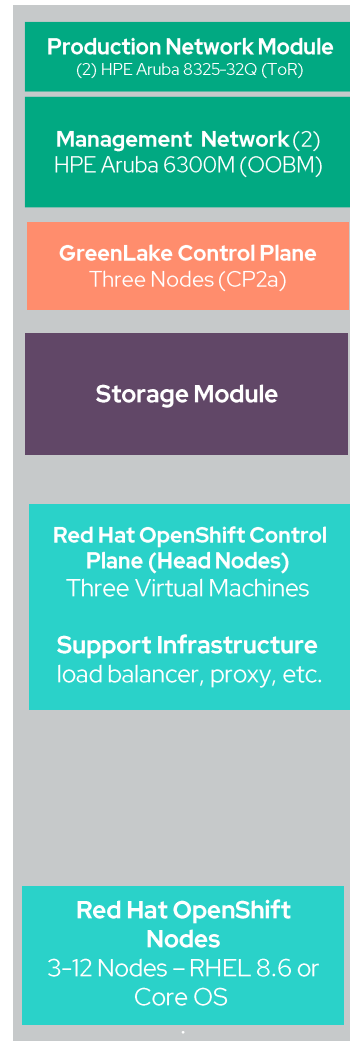 Production Network Module
(2) HPE Aruba 8325-32Q (ToR)
Management Network (2)
HPE Aruba 6300M (OOBM)
GreenLake Control Plane
Three Nodes (CP2a)
Storage Module
Red Hat OpenShift Control
Plane (Head Nodes)
Three Virtual Machines
Support Infrastructure
load balancer, proxy, etc.
Red Hat OpenShift
Nodes
3-12 Nodes – RHEL 8.6 or
Core OS